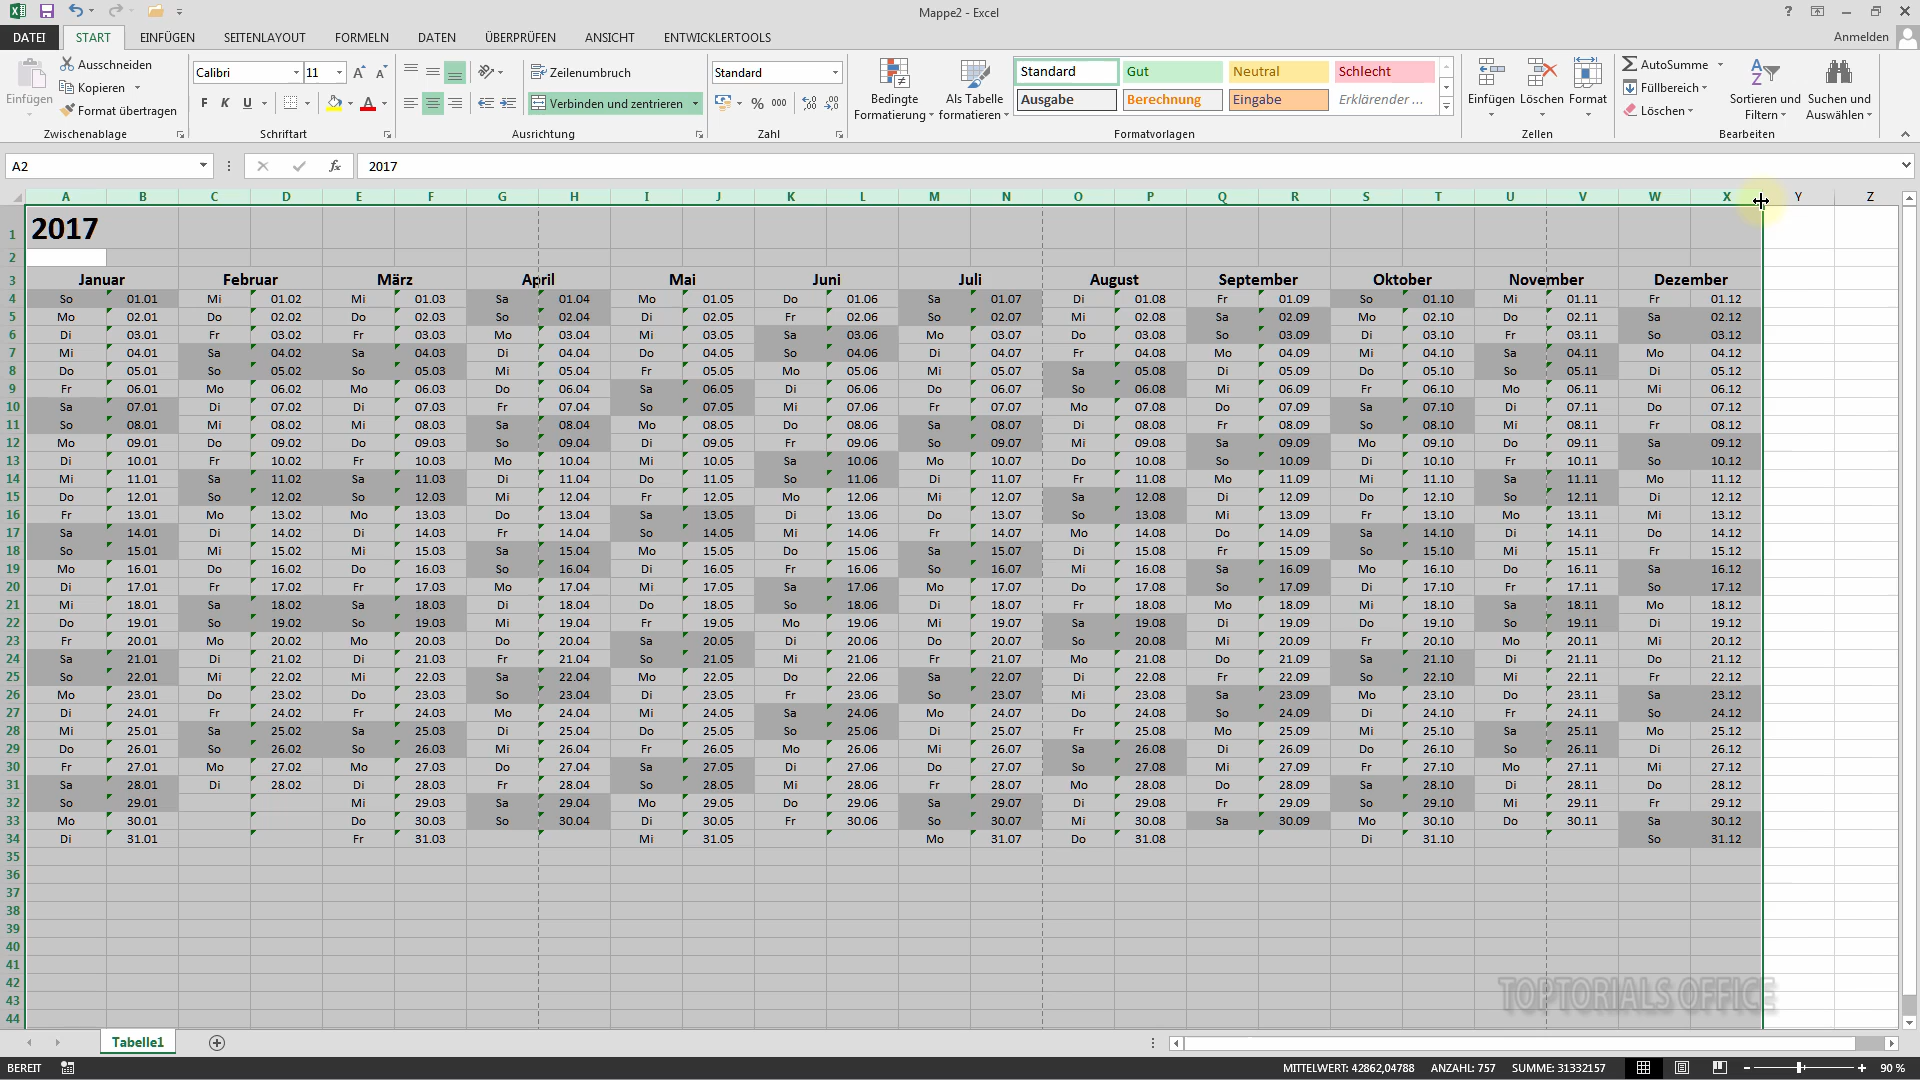 Mappe2 - Excel
?
DATEI START EINFÜGEN SEITENLAYOUT FORMELN DATEN ÜBERPRÜFEN ANSICHT ENTWICKLERTOOLS Anmelden
Einfügen
Ausschneiden
Kopieren
Format übertragen
Zwischenablage
Calibri 11
F K U
Schriftart
Zeilenumbruch
Verbinden und zentrieren
Ausrichtung
Standard
% 000
Zahl
Bedingte Formatierung
Als Tabelle formatieren
Standard Gut Neutral Schlecht
Ausgabe Berechnung Eingabe Erklärender ...
Formatvorlagen
Einfügen Löschen Format
Zellen
AutoSumme
Füllbereich
Löschen
Sortieren und Filtern
Suchen und Auswählen
Bearbeiten
A2 fx 2017
A B C D E F G H I J K L M N O P Q R S T U V W X Y Z
1 2017
2
3 Januar Februar März April Mai Juni Juli August September Oktober November Dezember
4 So 01.01 Mi 01.02 Mi 01.03 Sa 01.04 Mo 01.05 Do 01.06 Sa 01.07 Di 01.08 Fr 01.09 So 01.10 Mi 01.11 Fr 01.12
5 Mo 02.01 Do 02.02 Do 02.03 So 02.04 Di 02.05 Fr 02.06 So 02.07 Mi 02.08 Sa 02.09 Mo 02.10 Do 02.11 Sa 02.12
6 Di 03.01 Fr 03.02 Fr 03.03 Mo 03.04 Mi 03.05 Sa 03.06 Mo 03.07 Do 03.08 So 03.09 Di 03.10 Fr 03.11 So 03.12
7 Mi 04.01 Sa 04.02 Sa 04.03 Di 04.04 Do 04.05 So 04.06 Di 04.07 Fr 04.08 Mo 04.09 Mi 04.10 Sa 04.11 Mo 04.12
8 Do 05.01 So 05.02 So 05.03 Mi 05.04 Fr 05.05 Mo 05.06 Mi 05.07 Sa 05.08 Di 05.09 Do 05.10 So 05.11 Di 05.12
9 Fr 06.01 Mo 06.02 Mo 06.03 Do 06.04 Sa 06.05 Di 06.06 Do 06.07 So 06.08 Mi 06.09 Fr 06.10 Mo 06.11 Mi 06.12
10 Sa 07.01 Di 07.02 Di 07.03 Fr 07.04 So 07.05 Mi 07.06 Fr 07.07 Mo 07.08 Do 07.09 Sa 07.10 Di 07.11 Do 07.12
11 So 08.01 Mi 08.02 Mi 08.03 Sa 08.04 Mo 08.05 Do 08.06 Sa 08.07 Di 08.08 Fr 08.09 So 08.10 Mi 08.11 Fr 08.12
12 Mo 09.01 Do 09.02 Do 09.03 So 09.04 Di 09.05 Fr 09.06 So 09.07 Mi 09.08 Sa 09.09 Mo 09.10 Do 09.11 Sa 09.12
13 Di 10.01 Fr 10.02 Fr 10.03 Mo 10.04 Mi 10.05 Sa 10.06 Mo 10.07 Do 10.08 So 10.09 Di 10.10 Fr 10.11 So 10.12
14 Mi 11.01 Sa 11.02 Sa 11.03 Di 11.04 Do 11.05 So 11.06 Di 11.07 Fr 11.08 Mo 11.09 Mi 11.10 Sa 11.11 Mo 11.12
15 Do 12.01 So 12.02 So 12.03 Mi 12.04 Fr 12.05 Mo 12.06 Mi 12.07 Sa 12.08 Di 12.09 Do 12.10 So 12.11 Di 12.12
16 Fr 13.01 Mo 13.02 Mo 13.03 Do 13.04 Sa 13.05 Di 13.06 Do 13.07 So 13.08 Mi 13.09 Fr 13.10 Mo 13.11 Mi 13.12
17 Sa 14.01 Di 14.02 Di 14.03 Fr 14.04 So 14.05 Mi 14.06 Fr 14.07 Mo 14.08 Do 14.09 Sa 14.10 Di 14.11 Do 14.12
18 So 15.01 Mi 15.02 Mi 15.03 Sa 15.04 Mo 15.05 Do 15.06 Sa 15.07 Di 15.08 Fr 15.09 So 15.10 Mi 15.11 Fr 15.12
19 Mo 16.01 Do 16.02 Do 16.03 So 16.04 Di 16.05 Fr 16.06 So 16.07 Mi 16.08 Sa 16.09 Mo 16.10 Do 16.11 Sa 16.12
20 Di 17.01 Fr 17.02 Fr 17.03 Mo 17.04 Mi 17.05 Sa 17.06 Mo 17.07 Do 17.08 So 17.09 Di 17.10 Fr 17.11 So 17.12
21 Mi 18.01 Sa 18.02 Sa 18.03 Di 18.04 Do 18.05 So 18.06 Di 18.07 Fr 18.08 Mo 18.09 Mi 18.10 Sa 18.11 Mo 18.12
22 Do 19.01 So 19.02 So 19.03 Mi 19.04 Fr 19.05 Mo 19.06 Mi 19.07 Sa 19.08 Di 19.09 Do 19.10 So 19.11 Di 19.12
23 Fr 20.01 Mo 20.02 Mo 20.03 Do 20.04 Sa 20.05 Di 20.06 Do 20.07 So 20.08 Mi 20.09 Fr 20.10 Mo 20.11 Mi 20.12
24 Sa 21.01 Di 21.02 Di 21.03 Fr 21.04 So 21.05 Mi 21.06 Fr 21.07 Mo 21.08 Do 21.09 Sa 21.10 Di 21.11 Do 21.12
25 So 22.01 Mi 22.02 Mi 22.03 Sa 22.04 Mo 22.05 Do 22.06 Sa 22.07 Di 22.08 Fr 22.09 So 22.10 Mi 22.11 Fr 22.12
26 Mo 23.01 Do 23.02 Do 23.03 So 23.04 Di 23.05 Fr 23.06 So 23.07 Mi 23.08 Sa 23.09 Mo 23.10 Do 23.11 Sa 23.12
27 Di 24.01 Fr 24.02 Fr 24.03 Mo 24.04 Mi 24.05 Sa 24.06 Mo 24.07 Do 24.08 So 24.09 Di 24.10 Fr 24.11 So 24.12
28 Mi 25.01 Sa 25.02 Sa 25.03 Di 25.04 Do 25.05 So 25.06 Di 25.07 Fr 25.08 Mo 25.09 Mi 25.10 Sa 25.11 Mo 25.12
29 Do 26.01 So 26.02 So 26.03 Mi 26.04 Fr 26.05 Mo 26.06 Mi 26.07 Sa 26.08 Di 26.09 Do 26.10 So 26.11 Di 26.12
30 Fr 27.01 Mo 27.02 Mo 27.03 Do 27.04 Sa 27.05 Di 27.06 Do 27.07 So 27.08 Mi 27.09 Fr 27.10 Mo 27.11 Mi 27.12
31 Sa 28.01 Di 28.02 Di 28.03 Fr 28.04 So 28.05 Mi 28.06 Fr 28.07 Mo 28.08 Do 28.09 Sa 28.10 Di 28.11 Do 28.12
32 So 29.01 Mi 29.03 Sa 29.04 Mo 29.05 Do 29.06 Sa 29.07 Di 29.08 Fr 29.09 So 29.10 Mi 29.11 Fr 29.12
33 Mo 30.01 Do 30.03 So 30.04 Di 30.05 Fr 30.06 So 30.07 Mi 30.08 Sa 30.09 Mo 30.10 Do 30.11 Sa 30.12
34 Di 31.01 Fr 31.03 Mi 31.05 Mo 31.07 Do 31.08 Di 31.10 So 31.12
35
36
37
38
39
40
41
42
43
44
TOPTORIALS OFFICE
Tabelle1
BEREIT MITTELWERT: 42862,04788 ANZAHL: 757 SUMME: 31332157 90 %